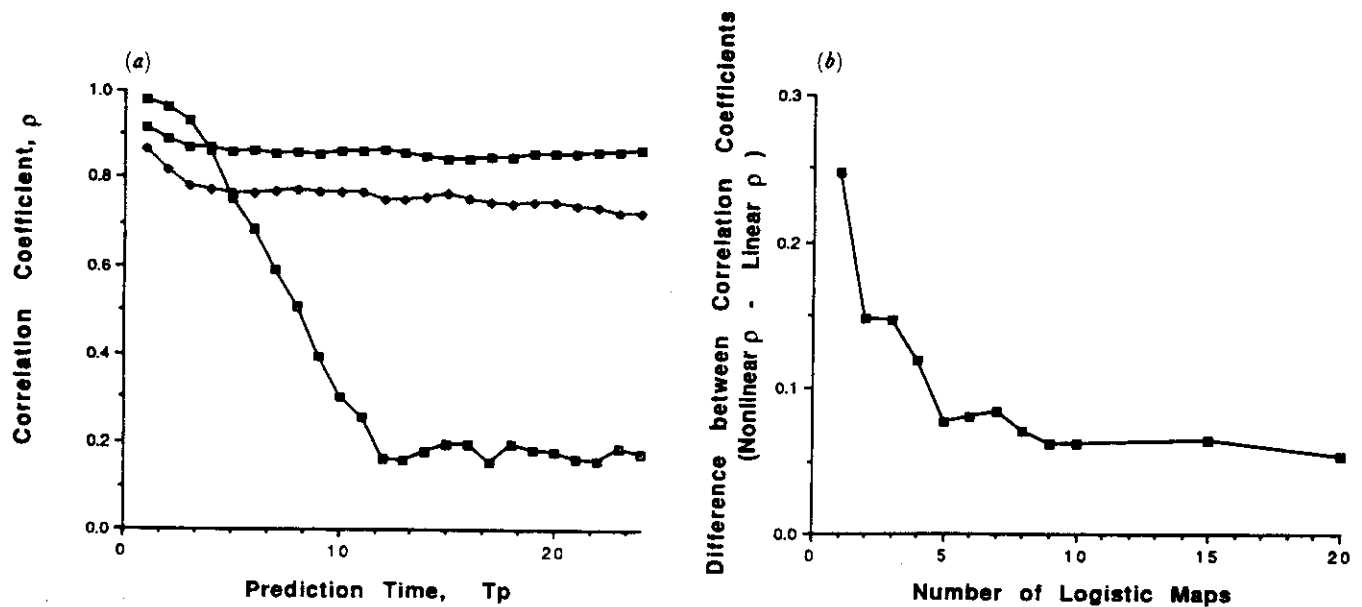 (a)
Correlation Coefficient, ρ
1.0
0.8
0.6
0.4
0.2
0.0
0
10
20
Prediction Time, Tp
(b)
Difference between Correlation Coefficients
(Nonlinear ρ - Linear ρ )
0.3
0.2
0.1
0.0
0
5
10
15
20
Number of Logistic Maps